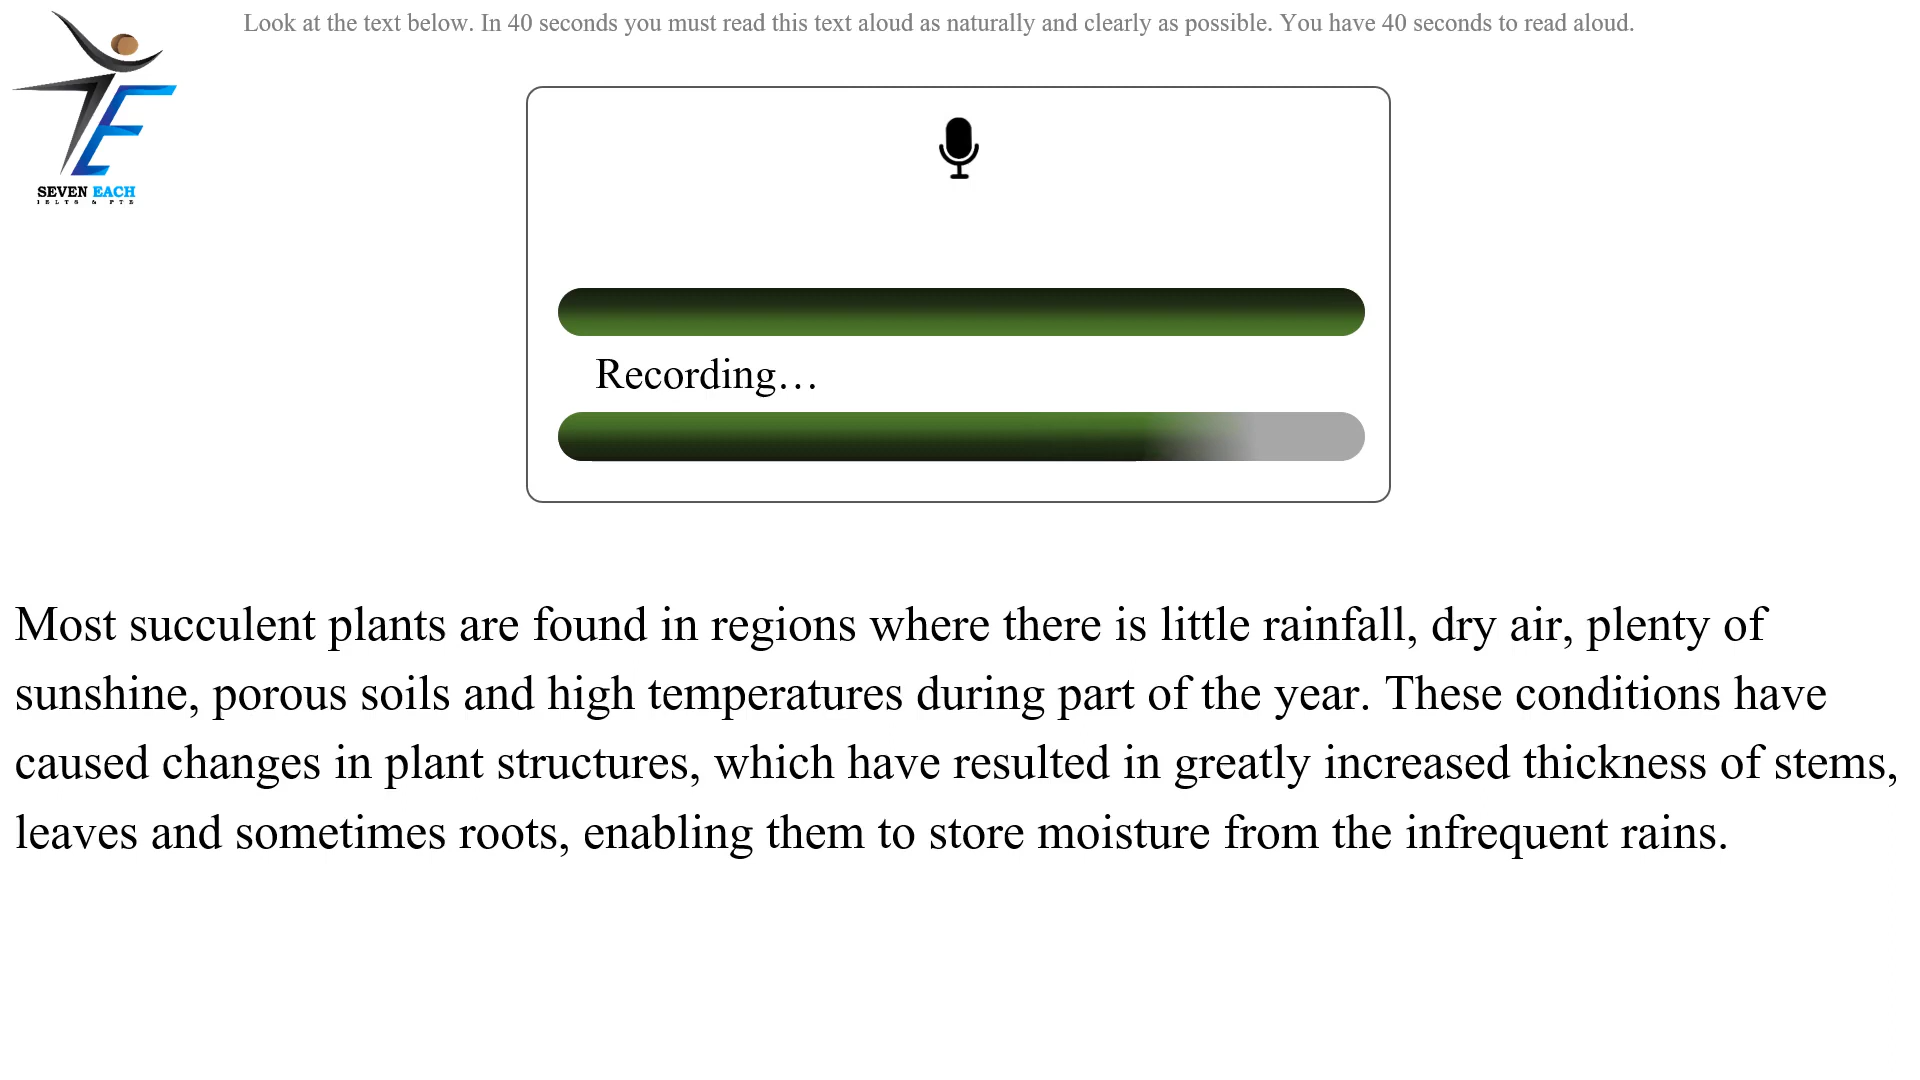 Look at the text below. In 40 seconds you must read this text aloud as naturally and clearly as possible. You have 40 seconds to read aloud.
SEVEN EACH
IELTS & PTE
Recording…
Most succulent plants are found in regions where there is little rainfall, dry air, plenty of
sunshine, porous soils and high temperatures during part of the year. These conditions have
caused changes in plant structures, which have resulted in greatly increased thickness of stems,
leaves and sometimes roots, enabling them to store moisture from the infrequent rains.